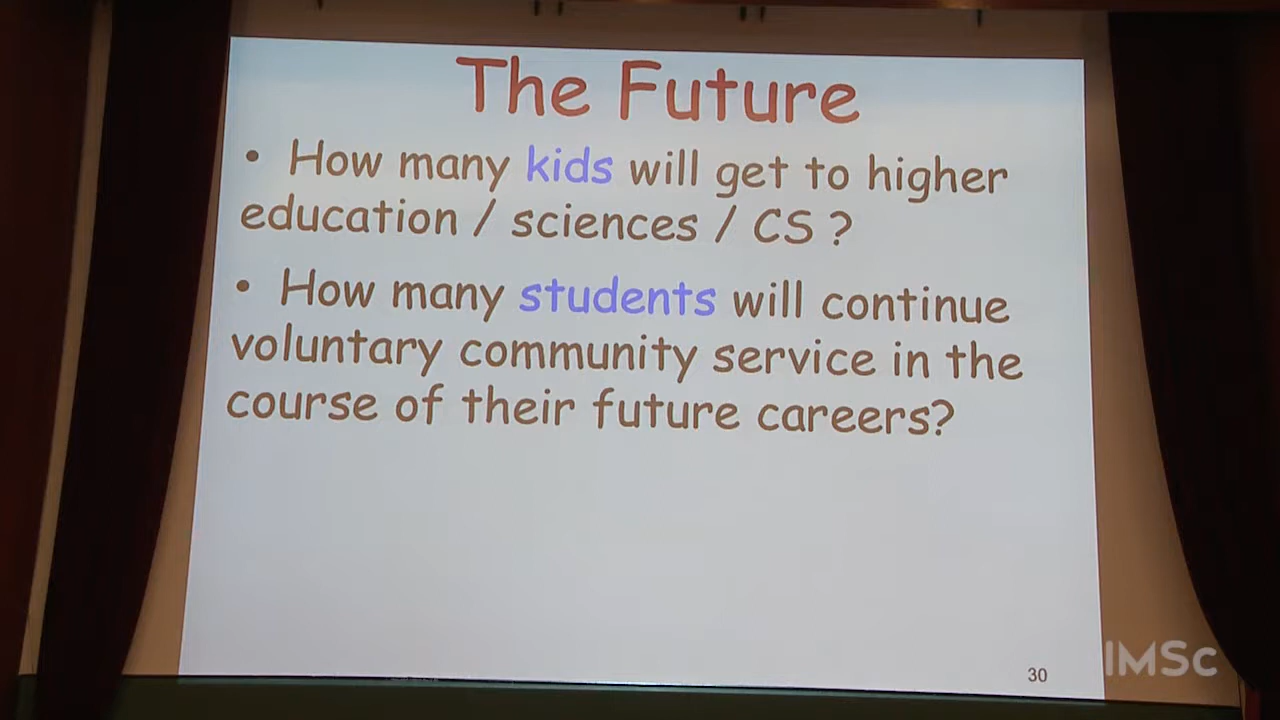 The Future
• How many kids will get to higher
education / sciences / CS ?
• How many students will continue
voluntary community service in the
course of their future careers?
30
IMSc